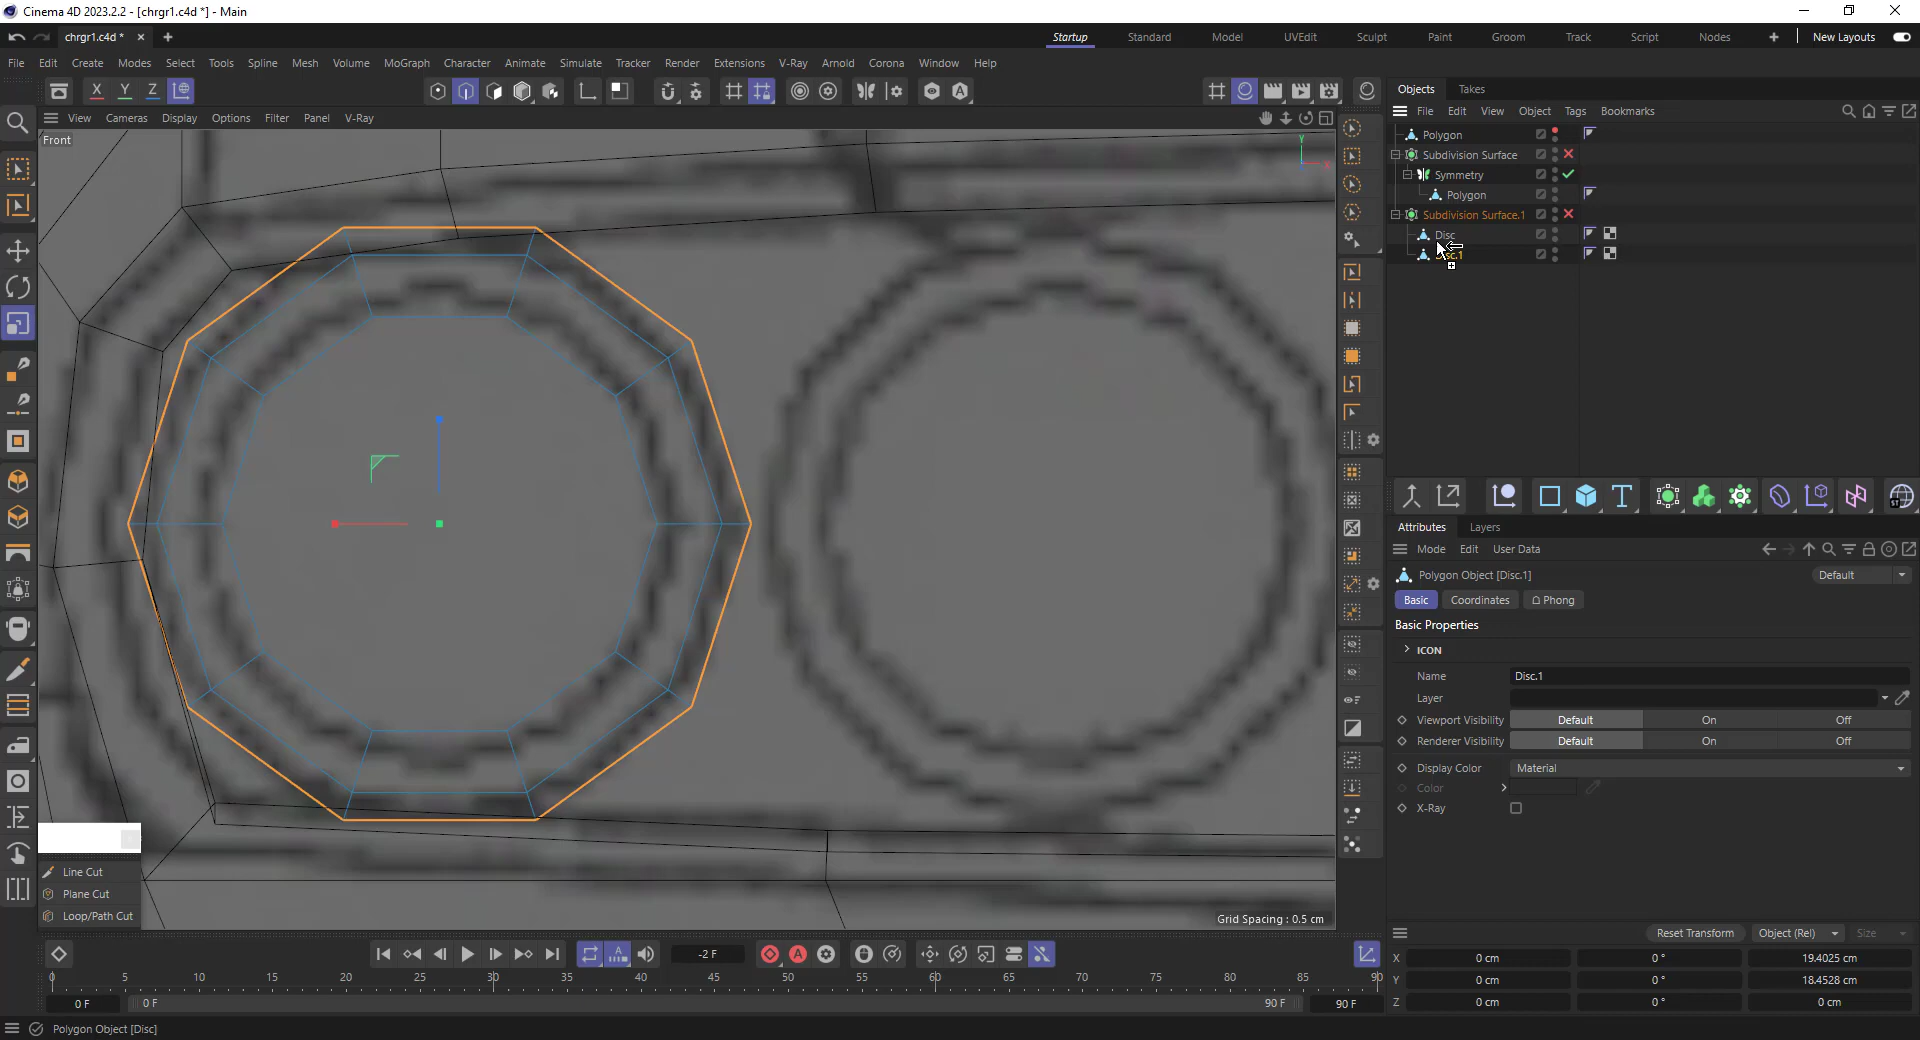 Cinema 4D 2023.2.2 - [chrgr1.c4d *] - Main
chrgr1.c4d *
Startup Standard Model UVEdit Sculpt Paint Groom Track Script Nodes New Layouts
File Edit Create Modes Select Tools Spline Mesh Volume MoGraph Character Animate Simulate Tracker Render Extensions V-Ray Arnold Corona Window Help
X Y Z
Objects Takes
File Edit View Object Tags Bookmarks
View Cameras Display Options Filter Panel V-Ray
Front
Y
X
Polygon
Subdivision Surface
Symmetry
Polygon
Subdivision Surface.1
Disc
Disc.1
Attributes Layers
Mode Edit User Data
Polygon Object [Disc.1]
Default
Basic Coordinates Phong
Basic Properties
ICON
Name Disc.1
Layer
Viewport Visibility Default On Off
Renderer Visibility Default On Off
Display Color Material
Color
X-Ray
Line Cut
Plane Cut
Loop/Path Cut
Grid Spacing : 0.5 cm
-2 F
Reset Transform Object (Rel) Size
0 5 10 15 20 25 30 35 40 45 50 55 60 65 70 75 80 85 90
X 0 cm 0 ° 19.4025 cm
Y 0 cm 0 ° 18.4528 cm
Z 0 cm 0 ° 0 cm
0 F 0 F 90 F 90 F
Polygon Object [Disc]